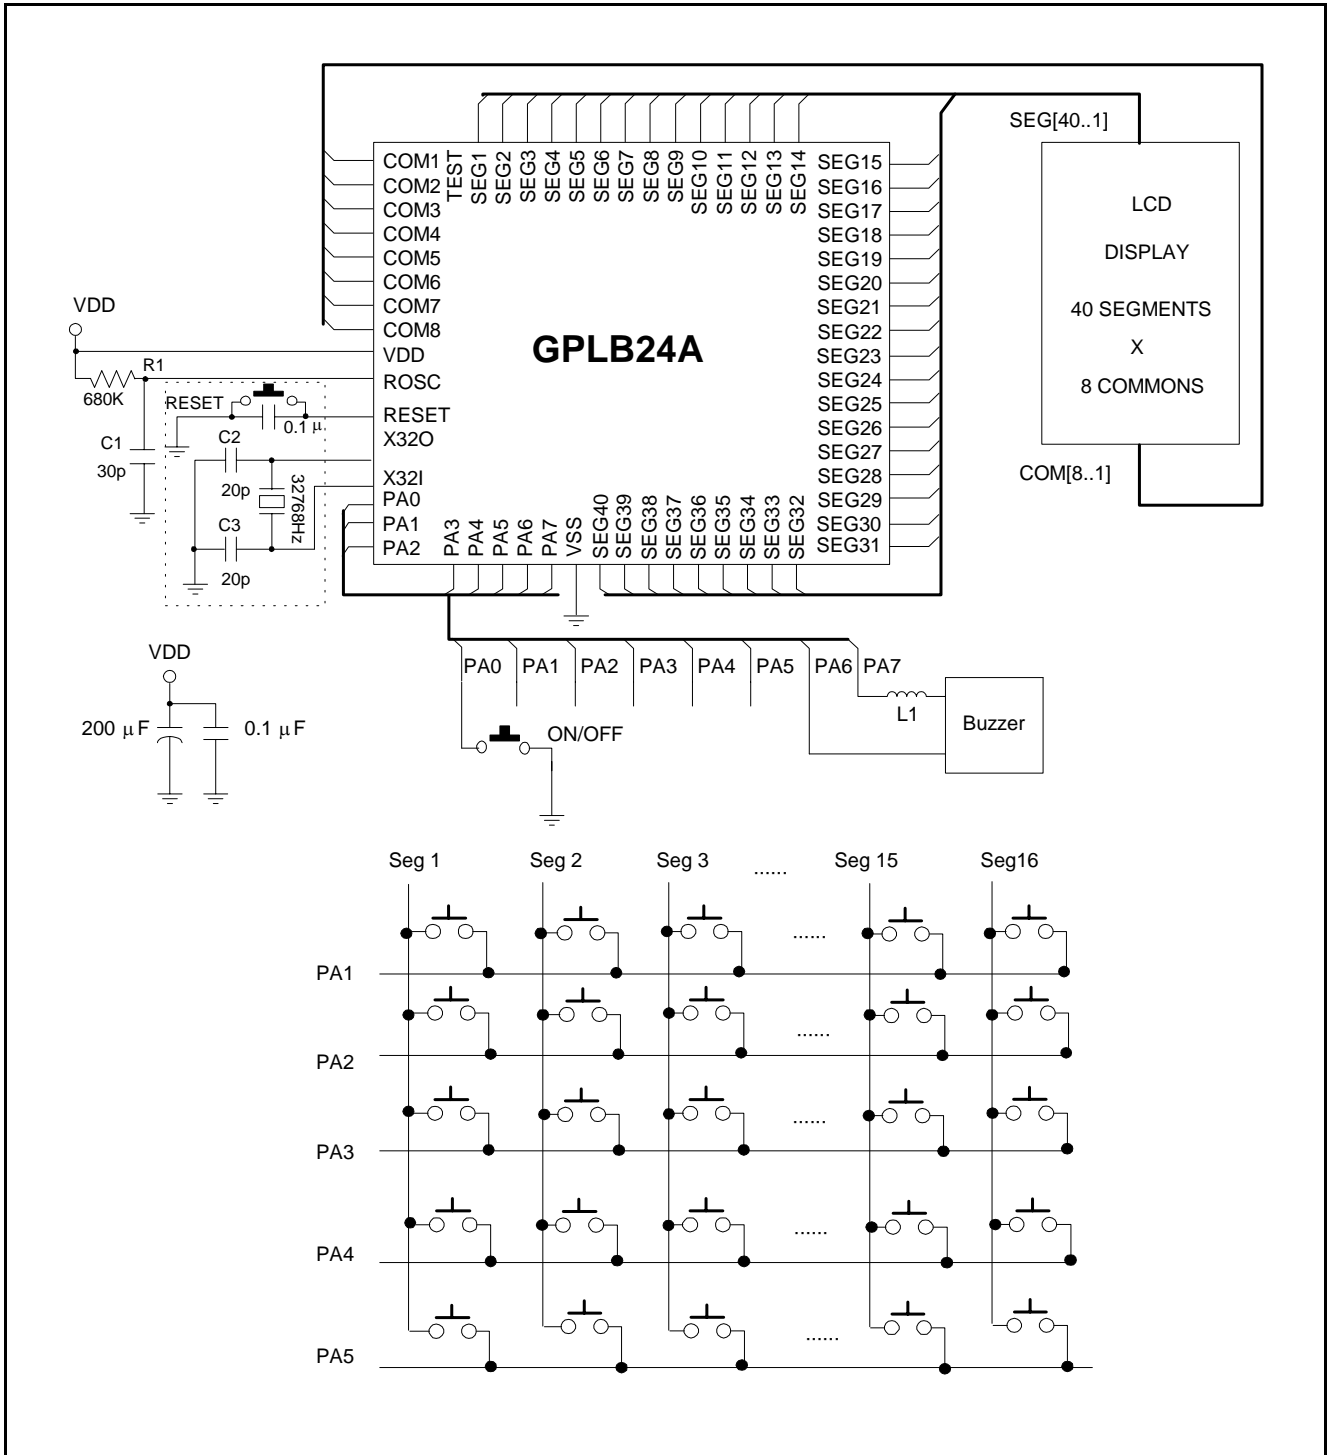 SEG[40..1]
COM1
COM2
COM3
COM4
COM5
COM6
COM7
COM8
VDD
ROSC
RESET
X32O
X32I
PA0
PA1
PA2
TEST
SEG1
SEG2
SEG3
SEG4
SEG5
SEG6
SEG7
SEG8
SEG9
SEG10
SEG11
SEG12
SEG13
SEG14
SEG15
SEG16
SEG17
SEG18
SEG19
SEG20
SEG21
SEG22
SEG23
SEG24
SEG25
SEG26
SEG27
SEG28
SEG29
SEG30
SEG31
PA3
PA4
PA5
PA6
PA7
VSS
SEG40
SEG39
SEG38
SEG37
SEG36
SEG35
SEG34
SEG33
SEG32
GPLB24A
LCD
DISPLAY
40 SEGMENTS
X
8 COMMONS
COM[8..1]
VDD
R1
680K
RESET
0.1 μ
C1
30p
C2
20p
32768Hz
C3
20p
VDD
200 μF
0.1 μF
PA0
PA1
PA2
PA3
PA4
PA5
PA6
PA7
L1
Buzzer
ON/OFF
Seg 1
Seg 2
Seg 3
......
Seg 15
Seg16
......
PA1
......
PA2
......
PA3
......
PA4
......
PA5